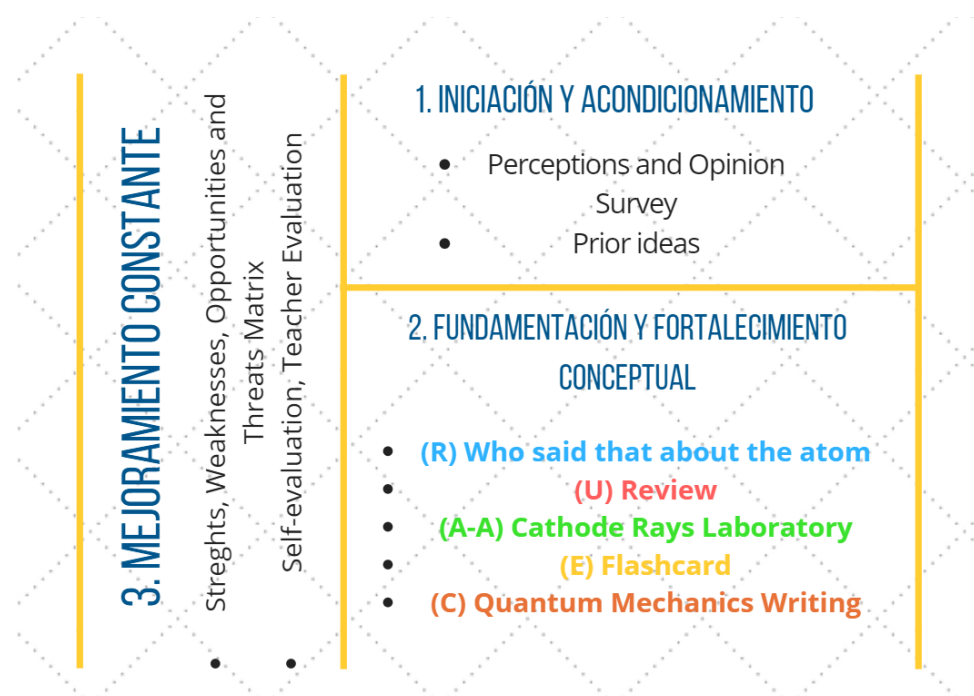 1. INICIACIÓN Y ACONDICIONAMIENTO
• Perceptions and Opinion
Survey
• Prior ideas
2. FUNDAMENTACIÓN Y FORTALECIMIENTO
CONCEPTUAL
• (R) Who said that about the atom
• (U) Review
• (A-A) Cathode Rays Laboratory
• (E) Flashcard
• (C) Quantum Mechanics Writing
3. MEJORAMIENTO CONSTANTE
• Streghts, Weaknesses, Opportunities and
Threats Matrix
• Self-evaluation, Teacher Evaluation